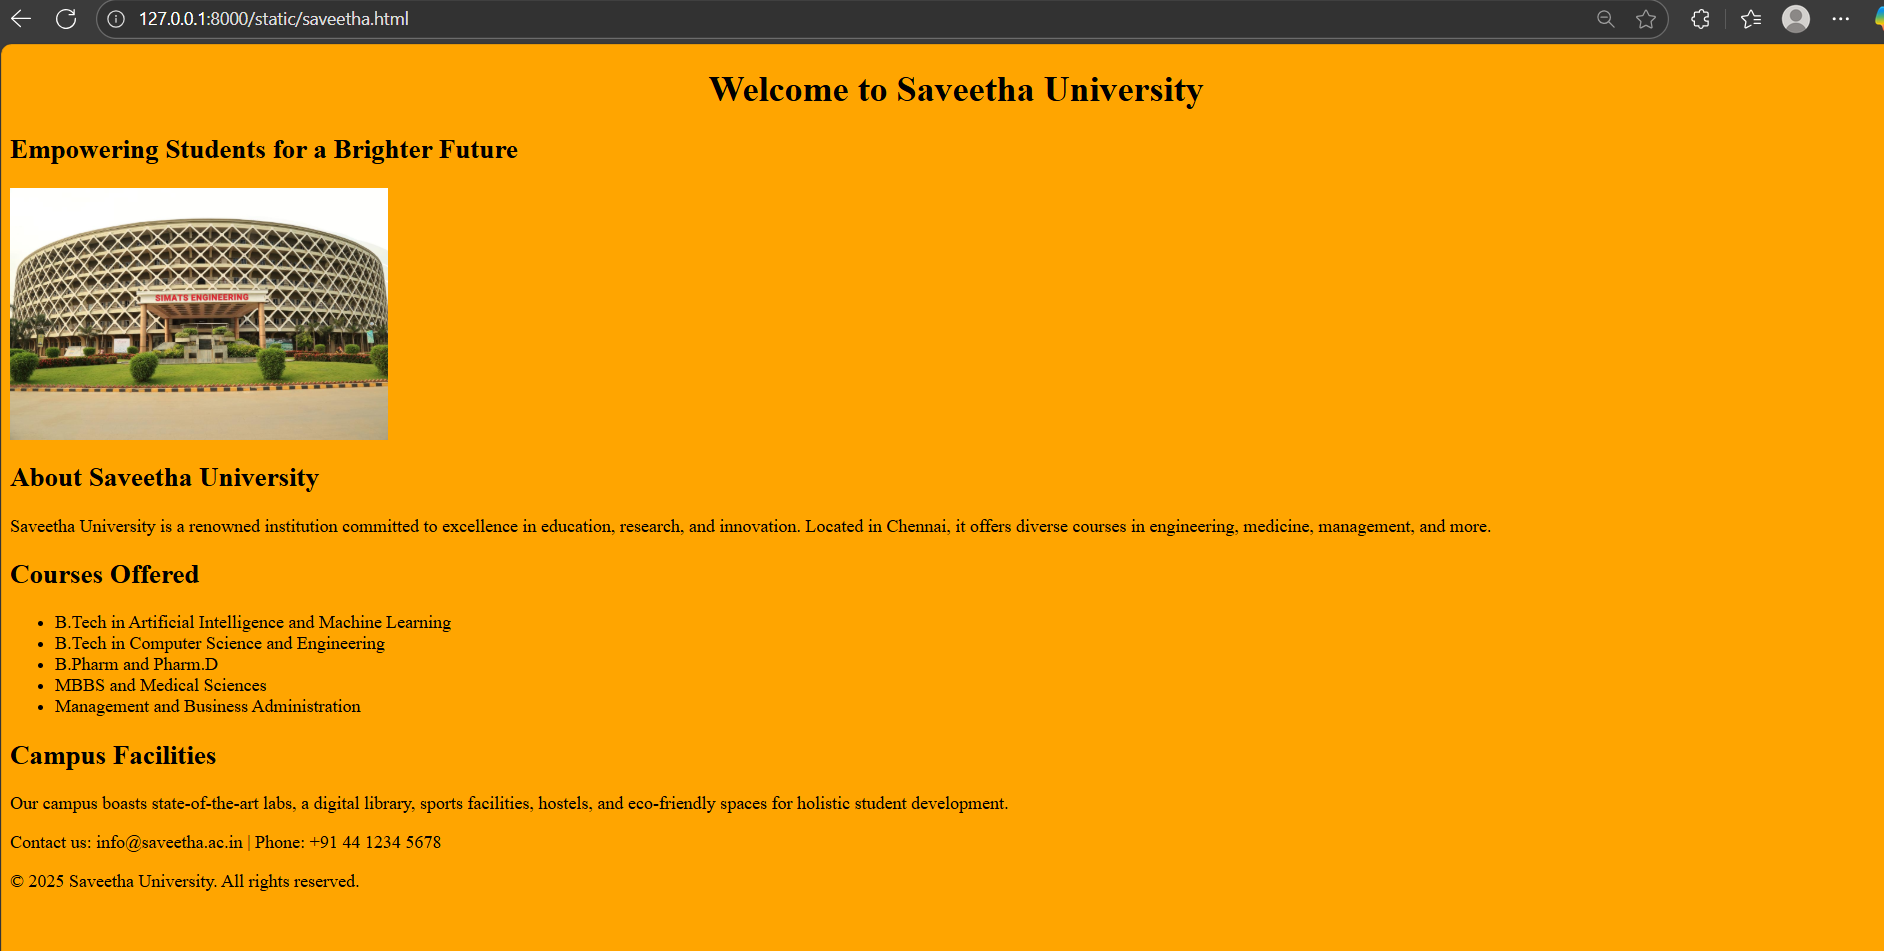 127.0.0.1:8000/static/saveetha.html
Welcome to Saveetha University
Empowering Students for a Brighter Future
SIMATS ENGINEERING
About Saveetha University
Saveetha University is a renowned institution committed to excellence in education, research, and innovation. Located in Chennai, it offers diverse courses in engineering, medicine, management, and more.
Courses Offered
• B.Tech in Artificial Intelligence and Machine Learning
• B.Tech in Computer Science and Engineering
• B.Pharm and Pharm.D
• MBBS and Medical Sciences
• Management and Business Administration
Campus Facilities
Our campus boasts state-of-the-art labs, a digital library, sports facilities, hostels, and eco-friendly spaces for holistic student development.
Contact us: info@saveetha.ac.in | Phone: +91 44 1234 5678
© 2025 Saveetha University. All rights reserved.